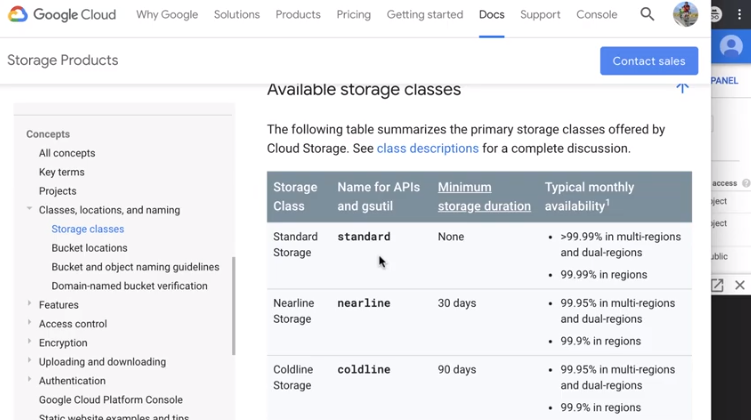 Google Cloud Why Google Solutions Products Pricing Getting started Docs Support Console
Storage Products Contact sales
PANEL
Available storage classes
The following table summarizes the primary storage classes offered by
Cloud Storage. See class descriptions for a complete discussion.
Concepts
All concepts
Key terms
Projects
Classes, locations, and naming
Storage classes
Bucket locations
Bucket and object naming guidelines
Domain-named bucket verification
Features
Access control
Encryption
Uploading and downloading
Authentication
Google Cloud Platform Console
Static website examples and tips
Storage Name for APIs Minimum Typical monthly
Class and gsutil storage duration availability1
Standard standard None • >99.99% in multi-regions
Storage and dual-regions
• 99.99% in regions
Nearline nearline 30 days • 99.95% in multi-regions
Storage and dual-regions
• 99.9% in regions
Coldline coldline 90 days • 99.95% in multi-regions
Storage and dual-regions
• 99.9% in regions
access